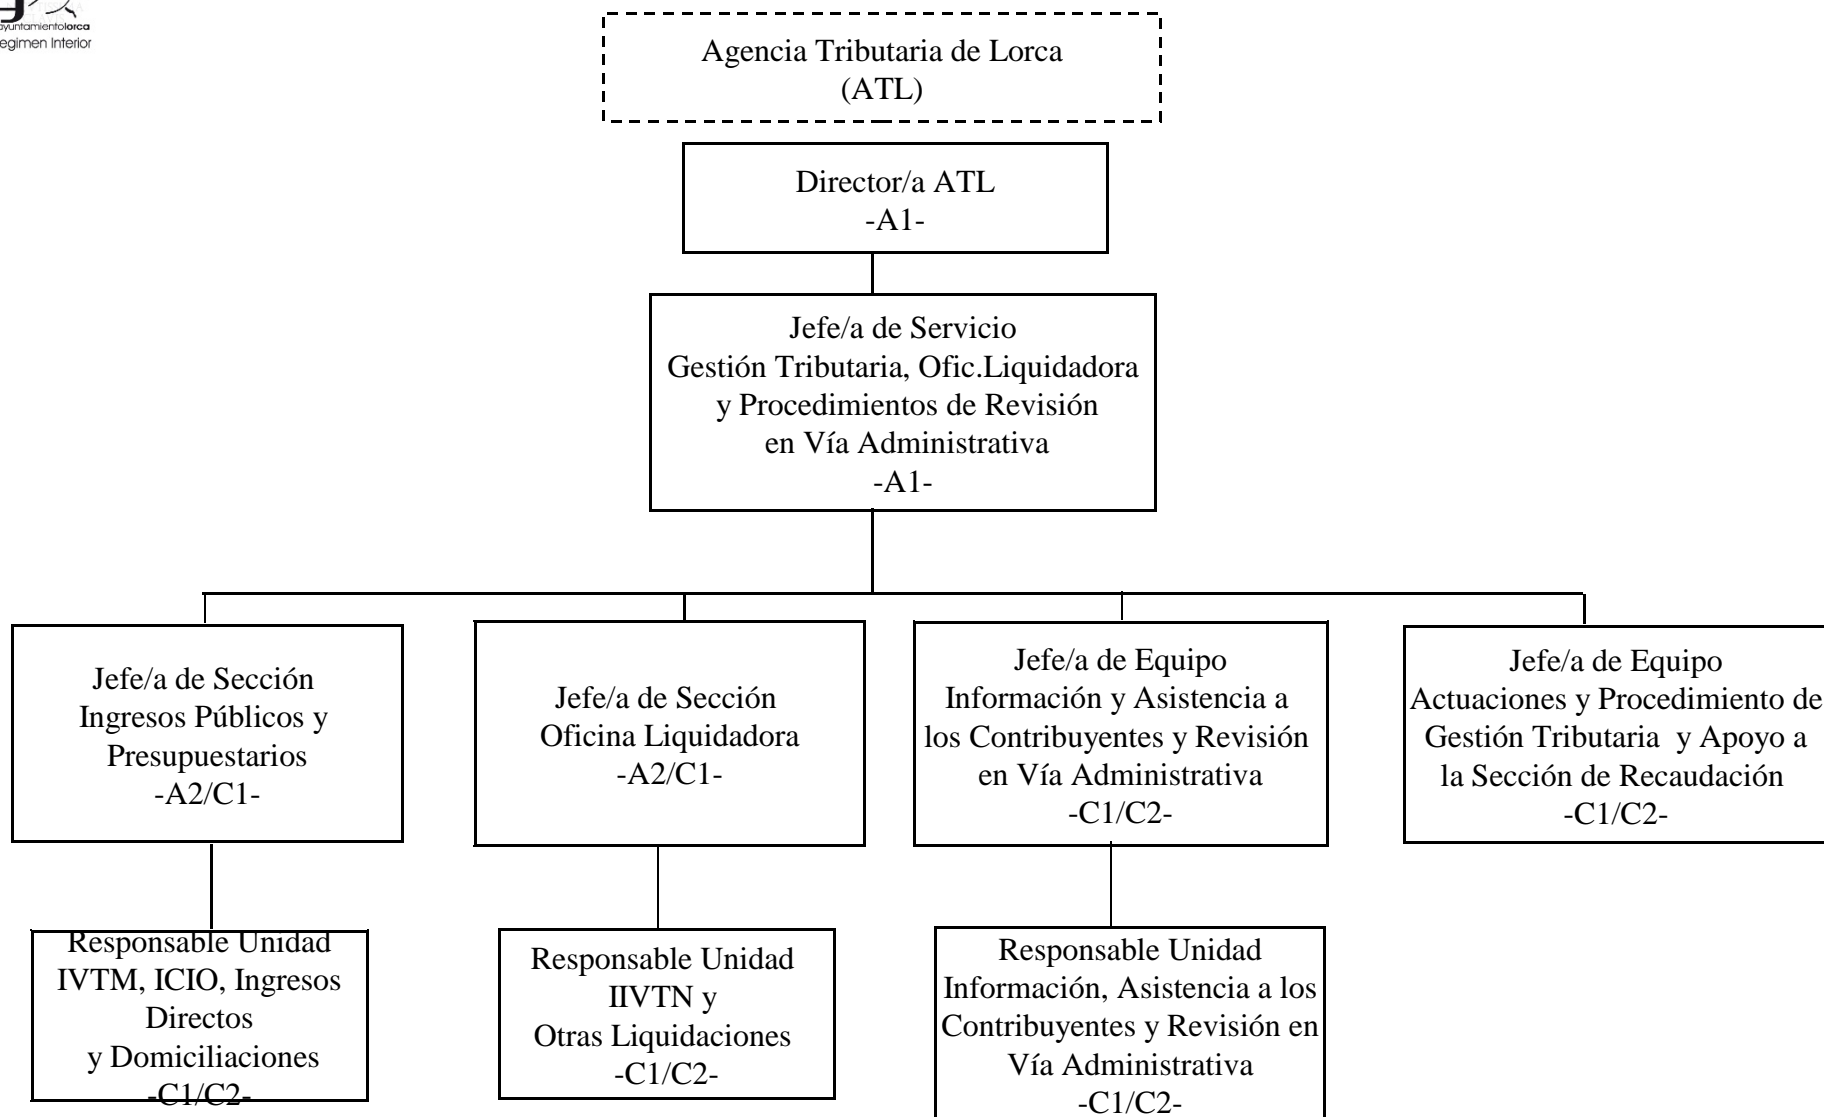 ayuntamientolorca
egimen Interior
Agencia Tributaria de Lorca
(ATL)
Director/a ATL
-A1-
Jefe/a de Servicio
Gestión Tributaria, Ofic.Liquidadora
y Procedimientos de Revisión
en Vía Administrativa
-A1-
Jefe/a de Sección
Ingresos Públicos y
Presupuestarios
-A2/C1-
Jefe/a de Sección
Oficina Liquidadora
-A2/C1-
Jefe/a de Equipo
Información y Asistencia a
los Contribuyentes y Revisión
en Vía Administrativa
-C1/C2-
Jefe/a de Equipo
Actuaciones y Procedimiento de
Gestión Tributaria y Apoyo a
la Sección de Recaudación
-C1/C2-
Responsable Unidad
IVTM, ICIO, Ingresos
Directos
y Domiciliaciones
-C1/C2-
Responsable Unidad
IIVTN y
Otras Liquidaciones
-C1/C2-
Responsable Unidad
Información, Asistencia a los
Contribuyentes y Revisión en
Vía Administrativa
-C1/C2-